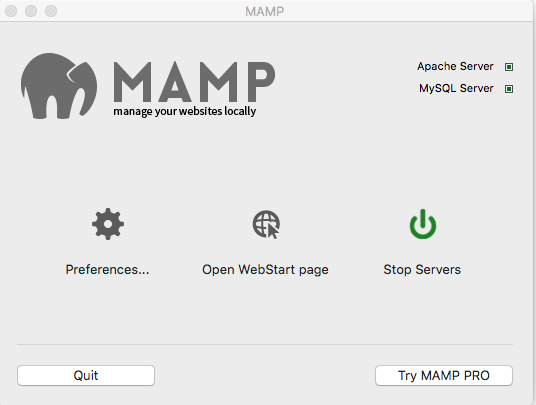 MAMP
MAMP
manage your websites locally
Apache Server
MySQL Server
Preferences...
Open WebStart page
Stop Servers
Quit
Try MAMP PRO